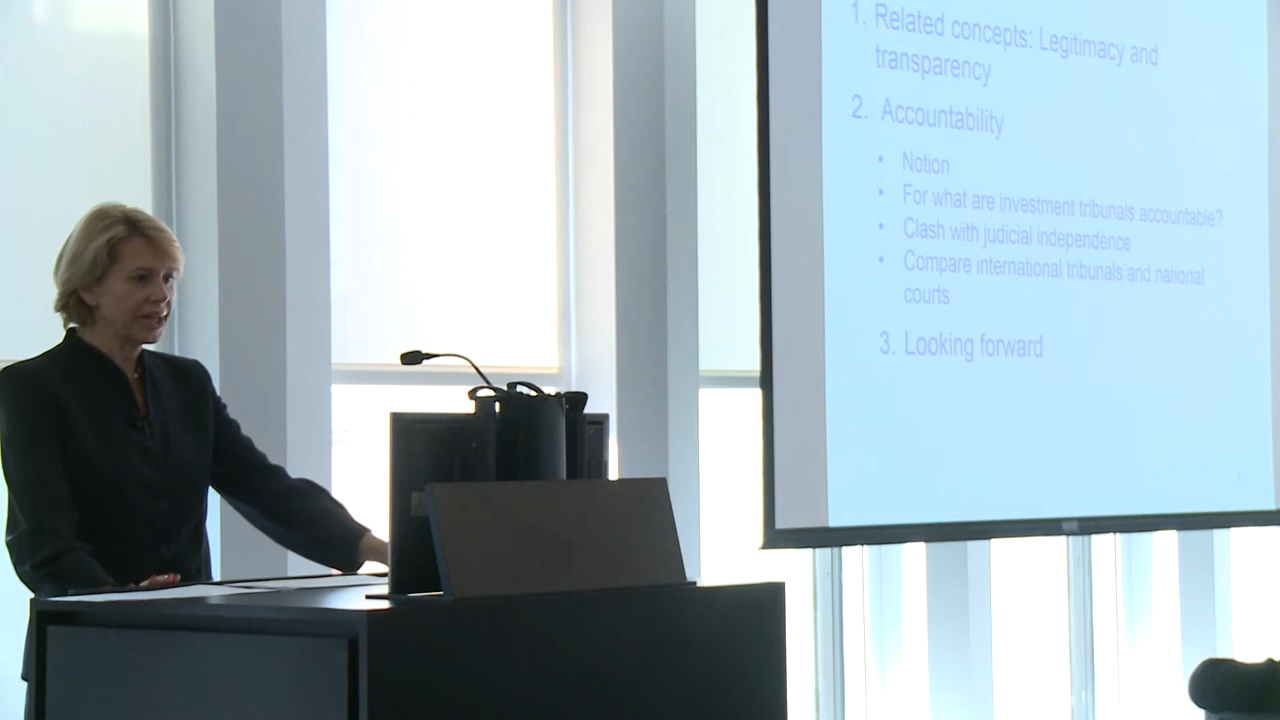 1. Related concepts: Legitimacy and
transparency
2. Accountability
• Notion
• For what are investment tribunals accountable?
• Clash with judicial independence
• Compare international tribunals and national
courts
3. Looking forward